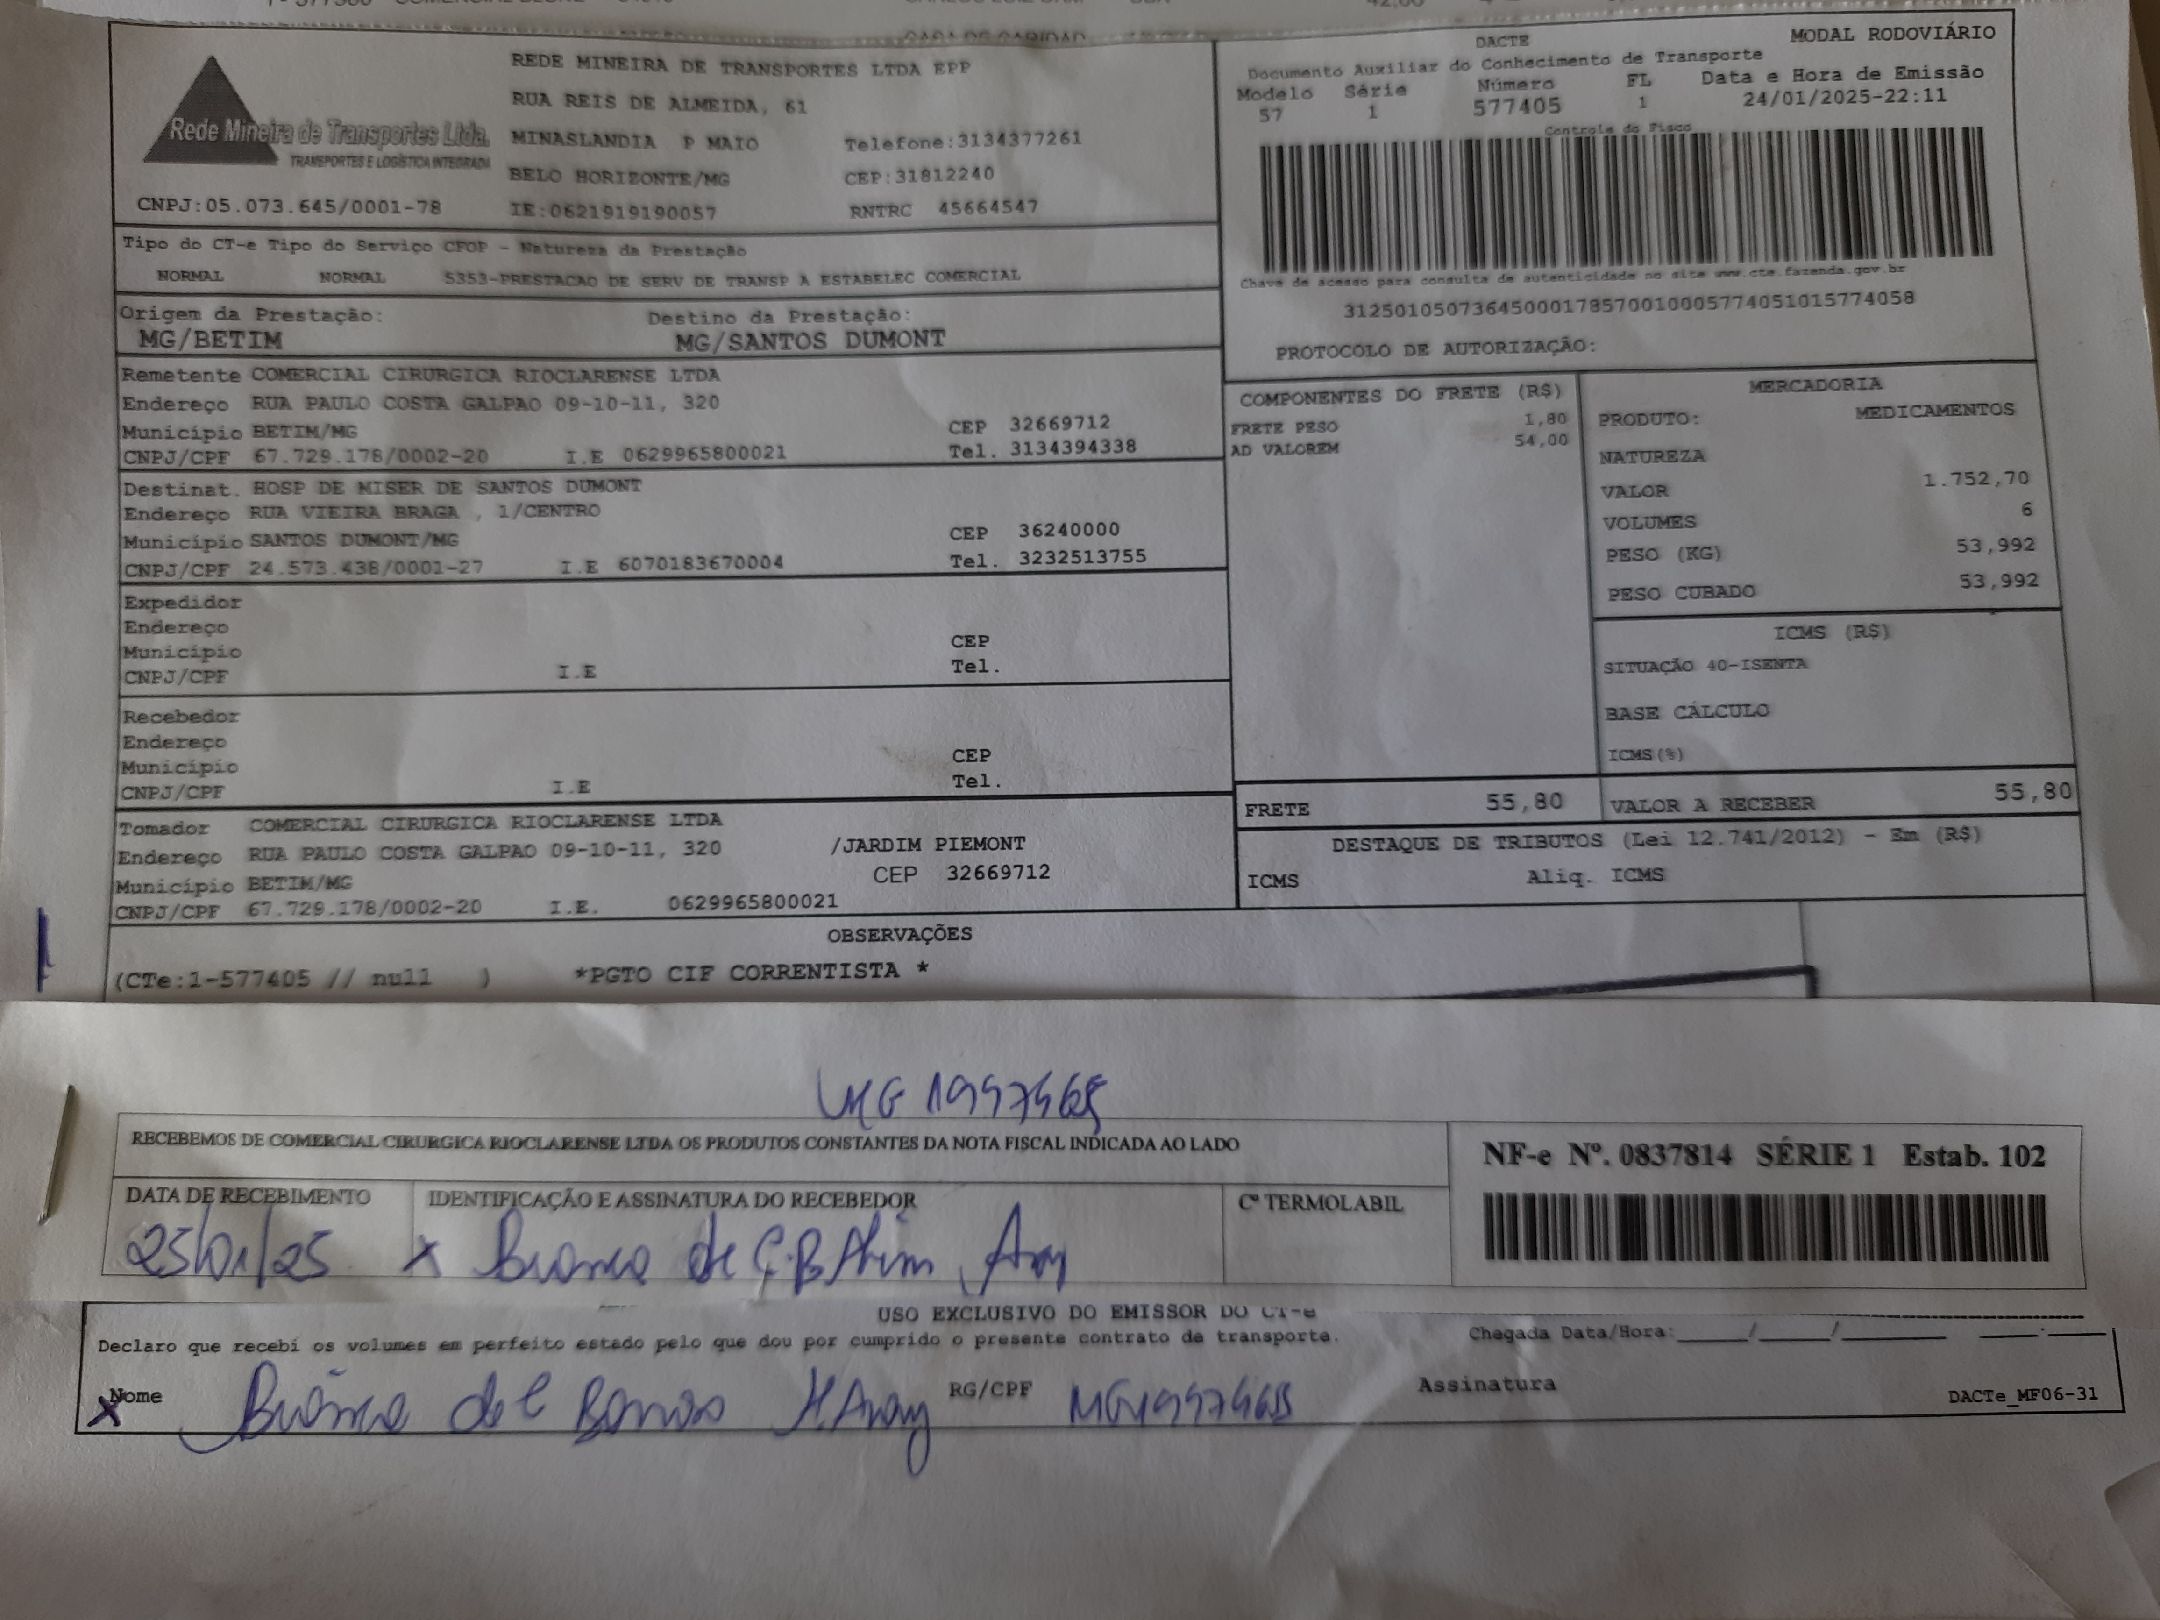 REDE MINEIRA DE TRANSPORTES LTDA EPP
RUA REIS DE ALMEIDA, 61
MINASLANDIA P MAIO Telefone:3134377261
BELO HORIZONTE/MG CEP:31812240
CNPJ:05.073.645/0001-78 IE:0621919190057 RNTRC 45664547
Rede Mineira de Transportes Ltda.
TRANSPORTES E LOGÍSTICA INTEGRADA
DACTE MODAL RODOVIÁRIO
Documento Auxiliar do Conhecimento de Transporte
Modelo Série Número FL Data e Hora de Emissão
57 1 577405 1 24/01/2025-22:11
Controle do Fisco
Chave de acesso para consulta de autenticidade no site www.cte.fazenda.gov.br
31250105073645000178570010005774051015774058
PROTOCOLO DE AUTORIZAÇÃO:
Tipo do CT-e Tipo do Serviço CFOP - Natureza da Prestação
NORMAL NORMAL 5353-PRESTACAO DE SERV DE TRANSP A ESTABELEC COMERCIAL
Origem da Prestação: Destino da Prestação:
MG/BETIM MG/SANTOS DUMONT
Remetente COMERCIAL CIRURGICA RIOCLARENSE LTDA
Endereço RUA PAULO COSTA GALPAO 09-10-11, 320
Município BETIM/MG CEP 32669712
CNPJ/CPF 67.729.178/0002-20 I.E 0629965800021 Tel. 3134394338
Destinat. HOSP DE MISER DE SANTOS DUMONT
Endereço RUA VIEIRA BRAGA , 1/CENTRO
Município SANTOS DUMONT/MG CEP 36240000
CNPJ/CPF 24.573.438/0001-27 I.E 6070183670004 Tel. 3232513755
Expedidor
Endereço
Município CEP
CNPJ/CPF I.E Tel.
Recebedor
Endereço
Município CEP
CNPJ/CPF I.E Tel.
Tomador COMERCIAL CIRURGICA RIOCLARENSE LTDA
Endereço RUA PAULO COSTA GALPAO 09-10-11, 320 /JARDIM PIEMONT
Município BETIM/MG CEP 32669712
CNPJ/CPF 67.729.178/0002-20 I.E. 0629965800021
COMPONENTES DO FRETE (R$)
FRETE PESO 1,80
AD VALOREM 54,00
MERCADORIA
PRODUTO: MEDICAMENTOS
NATUREZA
VALOR 1.752,70
VOLUMES 6
PESO (KG) 53,992
PESO CUBADO 53,992
ICMS (R$)
SITUAÇÃO 40-ISENTA
BASE CÁLCULO
ICMS(%)
FRETE 55,80 VALOR A RECEBER 55,80
DESTAQUE DE TRIBUTOS (Lei 12.741/2012) - Em (R$)
ICMS Aliq. ICMS
OBSERVAÇÕES
(CTe:1-577405 // null ) *PGTO CIF CORRENTISTA *
RECEBEMOS DE COMERCIAL CIRURGICA RIOCLARENSE LTDA OS PRODUTOS CONSTANTES DA NOTA FISCAL INDICADA AO LADO
NF-e Nº. 0837814 SÉRIE 1 Estab. 102
DATA DE RECEBIMENTO IDENTIFICAÇÃO E ASSINATURA DO RECEBEDOR Cº TERMOLABIL
25/01/25 x de
USO EXCLUSIVO DO EMISSOR DO CT-e
Declaro que recebi os volumes em perfeito estado pelo que dou por cumprido o presente contrato de transporte. Chegada Data/Hora:____/____/____ __:__
x Nome RG/CPF Assinatura DACTe_MF06-31